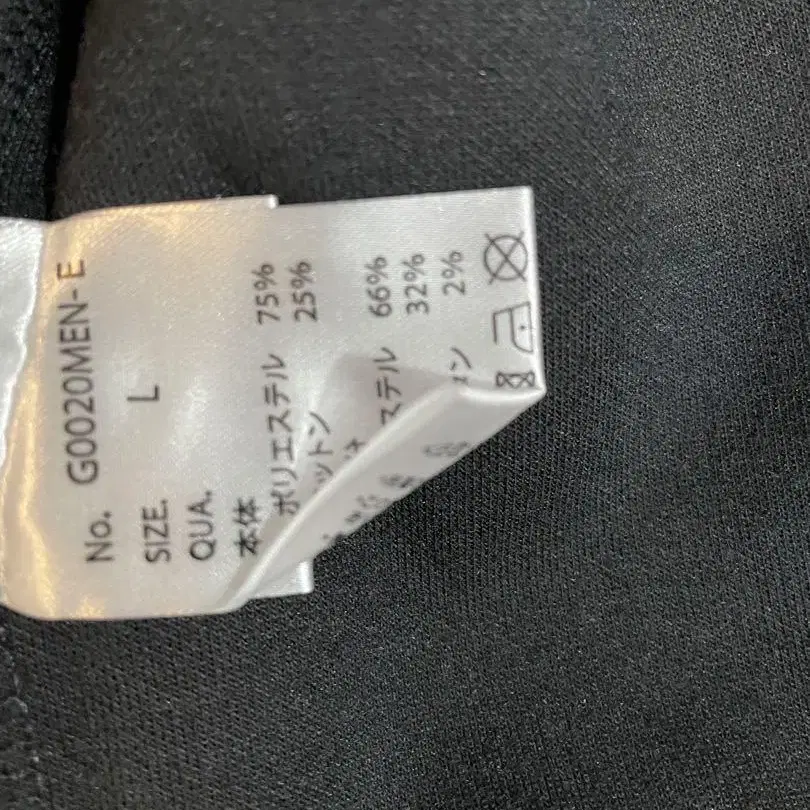 No. G0020MEN-E
SIZE. L
QUA.
本体
ポリエステル 75%
ットン 25%
ステル 66%
32%
ン 2%